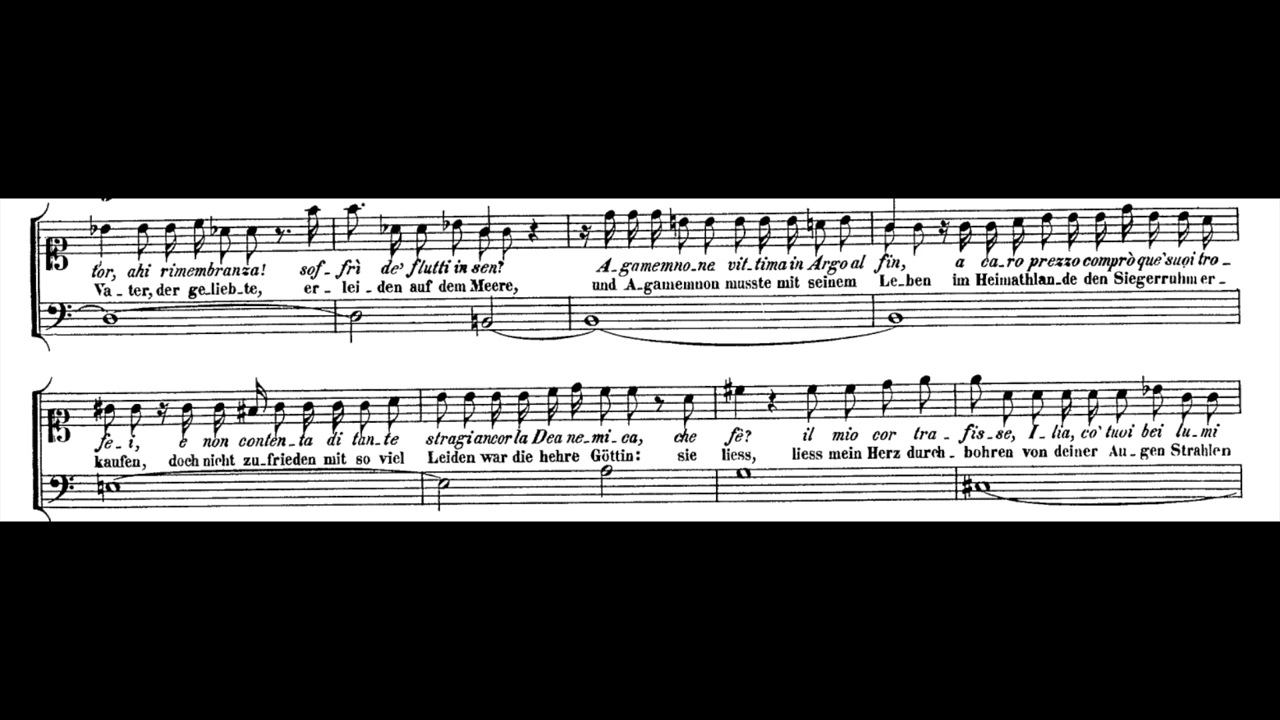 tor, ahi rimembranza! sof_frì de' flutti in sen? A_gamemno_ne vit_tima in Argo al fin, a ca_ro prezzo comprò que' suoi tro_
Va_ter, der ge_lieb_te, er_lei_den auf dem Meere, und A_gamemnon musste mit seinem Le_ben im Heimathlan_de den Siegerruhm er_
fe_i, e non conten_ta di tan_te stragi ancor la Dea ne_mi_ca, che fè? il mio cor tra_fis_se, I_lia, co' tuoi bei lu_mi
kaufen, doch nicht zu_frieden mit so viel Leiden war die hehre Göttin: sie liess, liess mein Herz durch_bohren von deiner Au_gen Strahlen